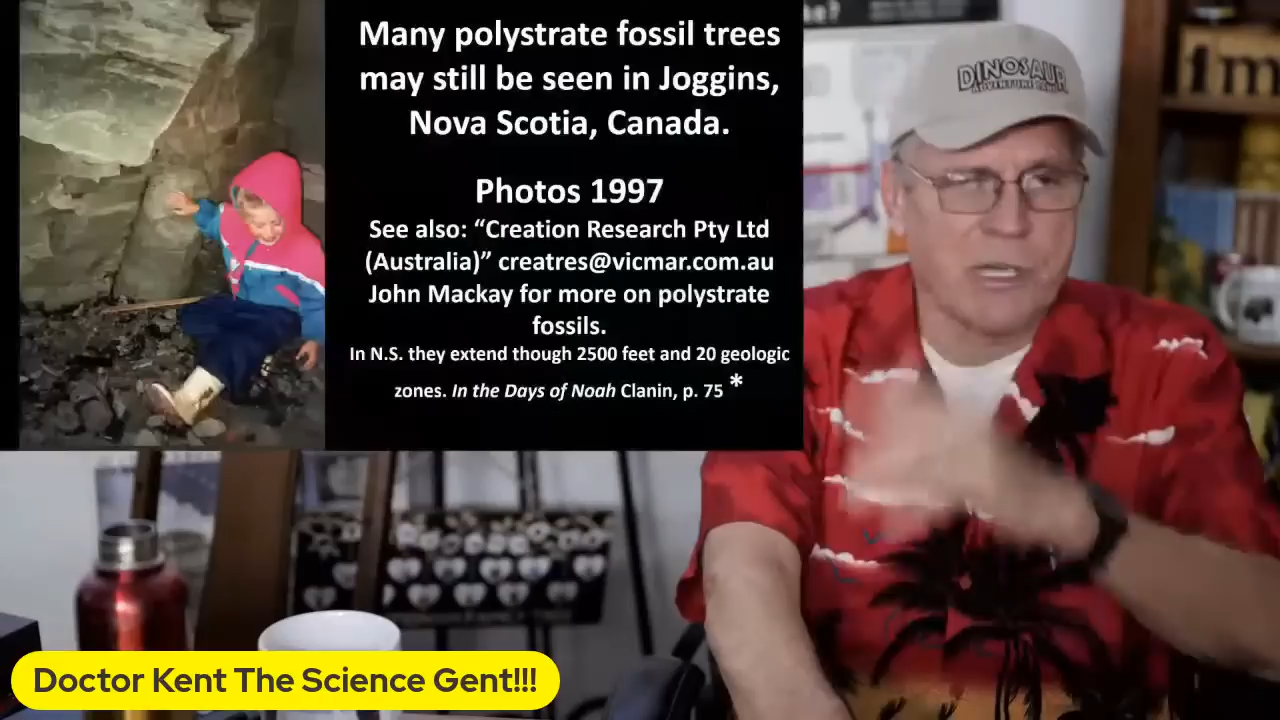 Many polystrate fossil trees
may still be seen in Joggins,
Nova Scotia, Canada.
Photos 1997
See also: “Creation Research Pty Ltd
(Australia)” creatres@vicmar.com.au
John Mackay for more on polystrate
fossils.
In N.S. they extend though 2500 feet and 20 geologic
zones. In the Days of Noah Clanin, p. 75 *
DINOSAUR
ADVENTURE LAND
Doctor Kent The Science Gent!!!